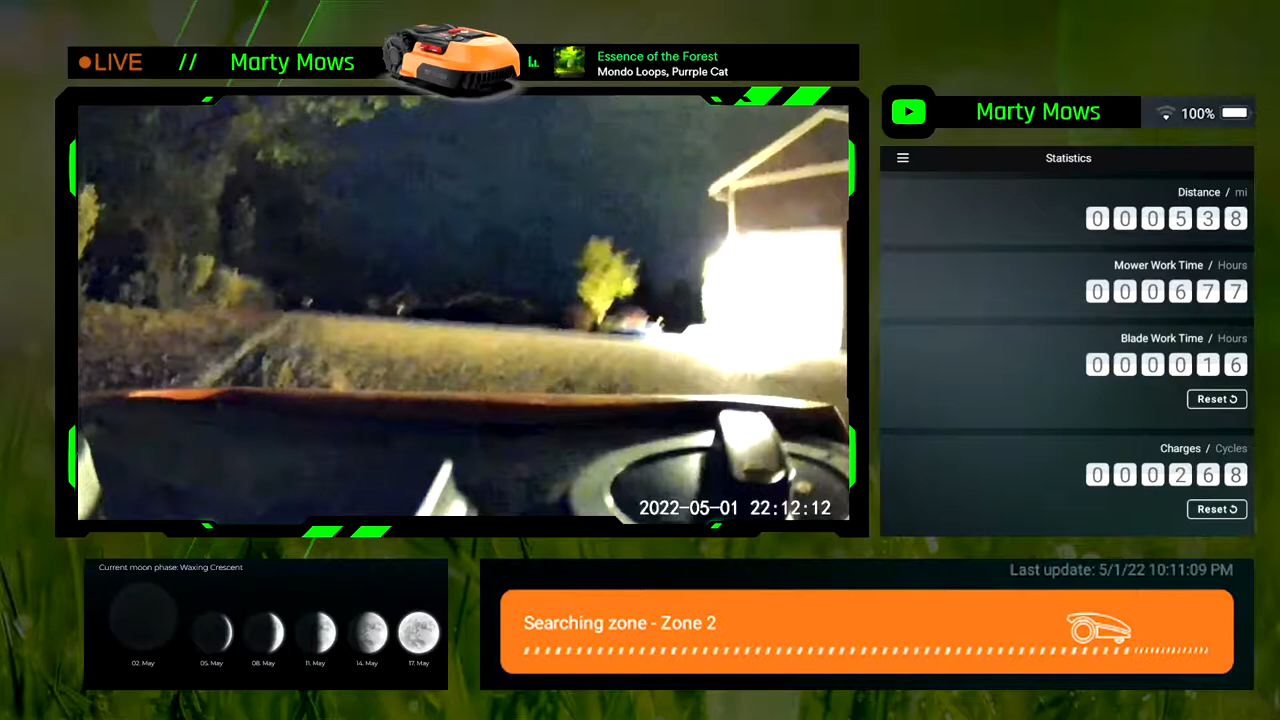 LIVE // Marty Mows
Essence of the Forest
Mondo Loops, Purrple Cat
2022-05-01 22:12:12
Marty Mows
100%
Statistics
Distance / mi
000538
Mower Work Time / Hours
000677
Blade Work Time / Hours
000016
Reset
Charges / Cycles
000268
Reset
Current moon phase: Waxing Crescent
02. May 05. May 08. May 11. May 14. May 17. May
Last update: 5/1/22 10:11:09 PM
Searching zone - Zone 2